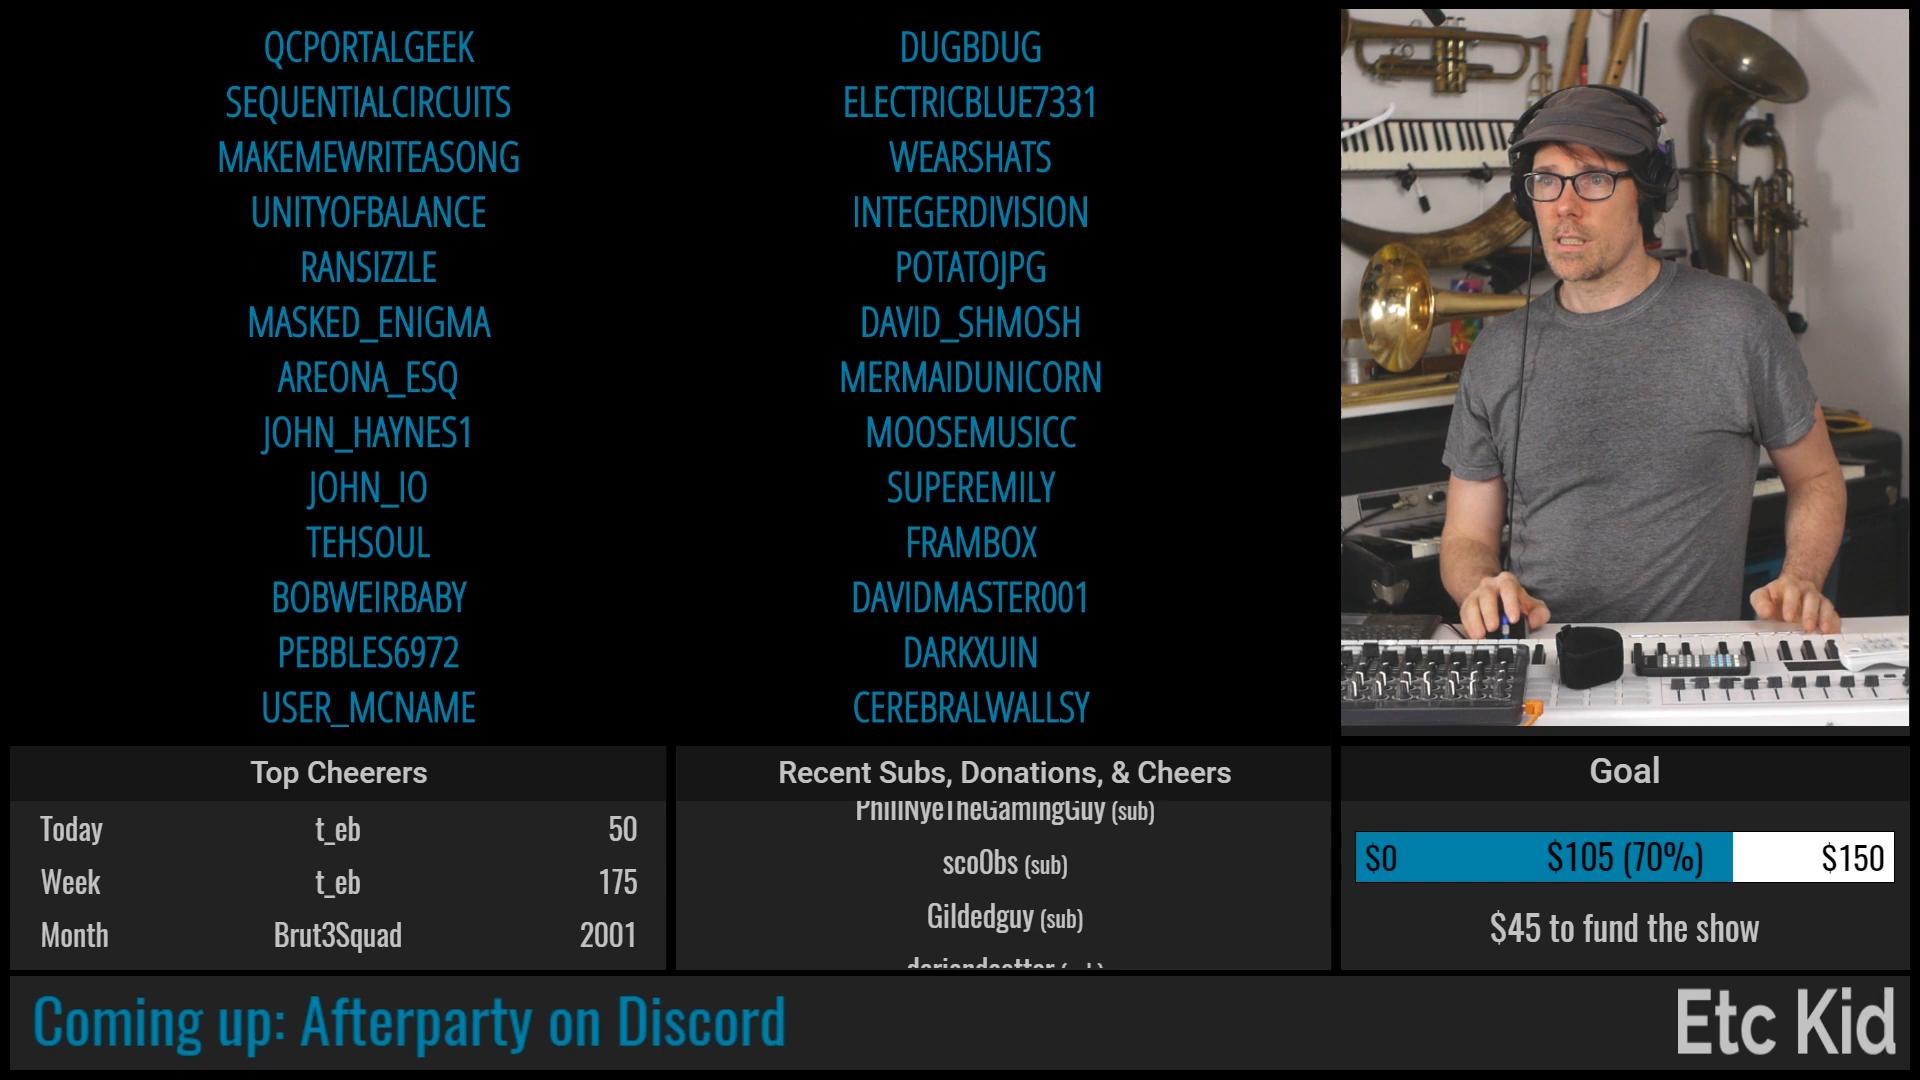 QCPORTALGEEK
SEQUENTIALCIRCUITS
MAKEMEWRITEASONG
UNITYOFBALANCE
RANSIZZLE
MASKED_ENIGMA
AREONA_ESQ
JOHN_HAYNES1
JOHN_IO
TEHSOUL
BOBWEIRBABY
PEBBLES6972
USER_MCNAME
DUGBDUG
ELECTRICBLUE7331
WEARSHATS
INTEGERDIVISION
POTATOJPG
DAVID_SHMOSH
MERMAIDUNICORN
MOOSEMUSICC
SUPEREMILY
FRAMBOX
DAVIDMASTER001
DARKXUIN
CEREBRALWALLSY
Top Cheerers
Today t_eb 50
Week t_eb 175
Month Brut3Squad 2001
Recent Subs, Donations, & Cheers
PhilNyeTheGamingGuy (sub)
sco0bs (sub)
Gildedguy (sub)
Goal
$0 $105 (70%) $150
$45 to fund the show
Coming up: Afterparty on Discord
Etc Kid